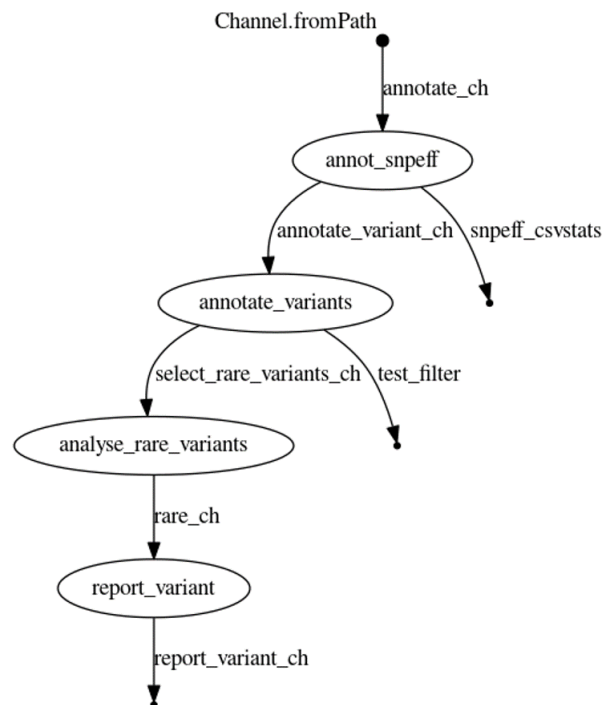 Channel.fromPath
annotate_ch
annot_snpeff
annotate_variant_ch
snpeff_csvstats
annotate_variants
select_rare_variants_ch
test_filter
analyse_rare_variants
rare_ch
report_variant
report_variant_ch